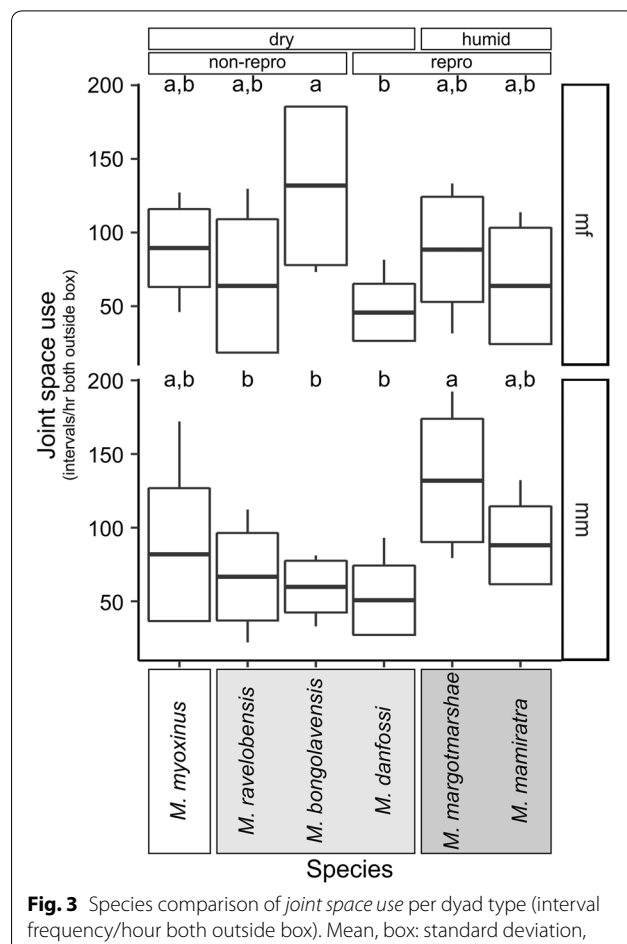 dry humid
non-repro repro
200 a,b a,b a b a,b a,b
150
100
50
mf
200 a,b b b b a a,b
150
100
50
mm
Joint space use
(intervals/hr both outside box)
M. myoxinus
M. ravelobensis
M. bongolavensis
M. danfossi
M. margotmarshae
M. mamiratra
Species
Fig. 3 Species comparison of joint space use per dyad type (interval
frequency/hour both outside box). Mean, box: standard deviation,